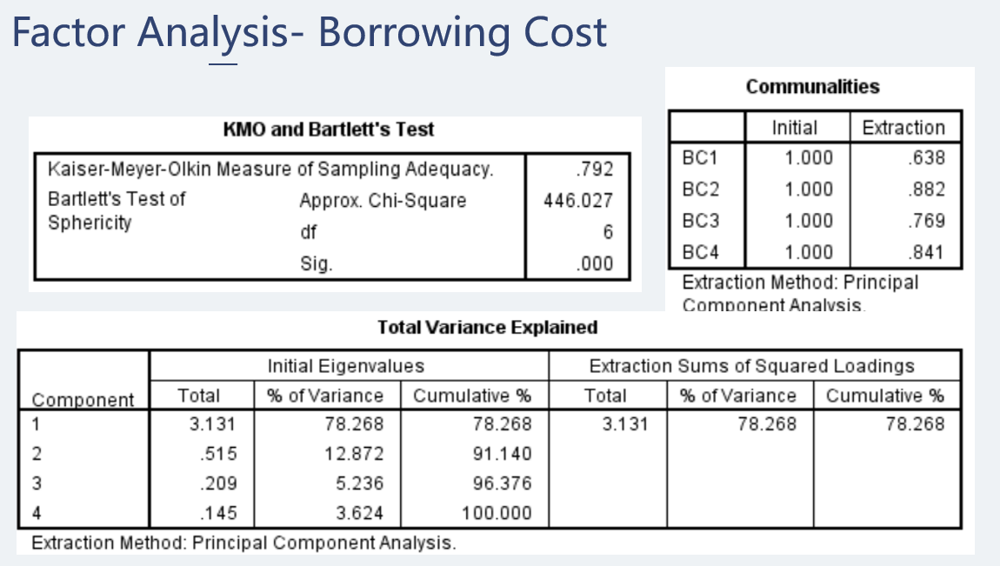 Factor Analysis- Borrowing Cost
KMO and Bartlett's Test
Kaiser-Meyer-Olkin Measure of Sampling Adequacy. .792
Bartlett's Test of Sphericity Approx. Chi-Square 446.027
df 6
Sig. .000
Communalities
Initial Extraction
BC1 1.000 .638
BC2 1.000 .882
BC3 1.000 .769
BC4 1.000 .841
Extraction Method: Principal
Component Analysis.
Total Variance Explained
Component Initial Eigenvalues Extraction Sums of Squared Loadings
Total % of Variance Cumulative % Total % of Variance Cumulative %
1 3.131 78.268 78.268 3.131 78.268 78.268
2 .515 12.872 91.140
3 .209 5.236 96.376
4 .145 3.624 100.000
Extraction Method: Principal Component Analysis.